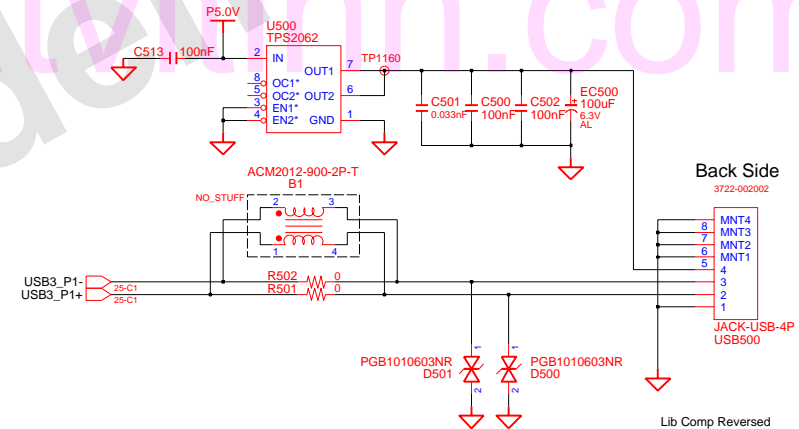 P5.0V
U500
TPS2062
C513 100nF
2 IN
OUT1 7
TP1160
8 OC1*
5 OC2* OUT2 6
3 EN1*
4 EN2* GND 1
C501
0.033nF
C500
100nF
C502
100nF
EC500
100uF
6.3V
AL
ACM2012-900-2P-T
B1
NO_STUFF
2 3
1 4
Back Side
3722-002002
MNT4
8 MNT3
7 MNT2
6 MNT1
5 4
3
2
1
JACK-USB-4P
USB500
USB3_P1-
25-C1
USB3_P1+
25-C1
R502 0
R501 0
PGB1010603NR
D501
1
2
PGB1010603NR
D500
1
2
Lib Comp Reversed